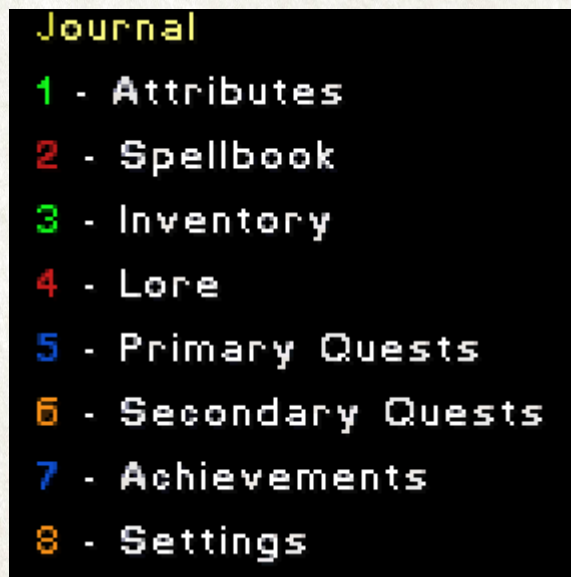 Journal
1 - Attributes
2 - Spellbook
3 - Inventory
4 - Lore
5 - Primary Quests
6 - Secondary Quests
7 - Achievements
8 - Settings